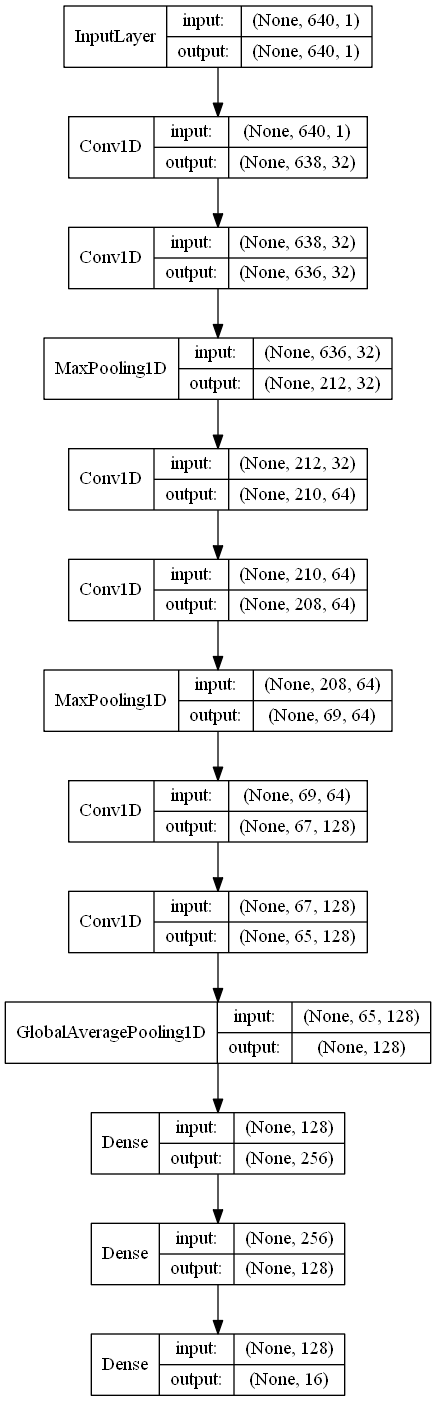 InputLayer
input: (None, 640, 1)
output: (None, 640, 1)
Conv1D
input: (None, 640, 1)
output: (None, 638, 32)
Conv1D
input: (None, 638, 32)
output: (None, 636, 32)
MaxPooling1D
input: (None, 636, 32)
output: (None, 212, 32)
Conv1D
input: (None, 212, 32)
output: (None, 210, 64)
Conv1D
input: (None, 210, 64)
output: (None, 208, 64)
MaxPooling1D
input: (None, 208, 64)
output: (None, 69, 64)
Conv1D
input: (None, 69, 64)
output: (None, 67, 128)
Conv1D
input: (None, 67, 128)
output: (None, 65, 128)
GlobalAveragePooling1D
input: (None, 65, 128)
output: (None, 128)
Dense
input: (None, 128)
output: (None, 256)
Dense
input: (None, 256)
output: (None, 128)
Dense
input: (None, 128)
output: (None, 16)